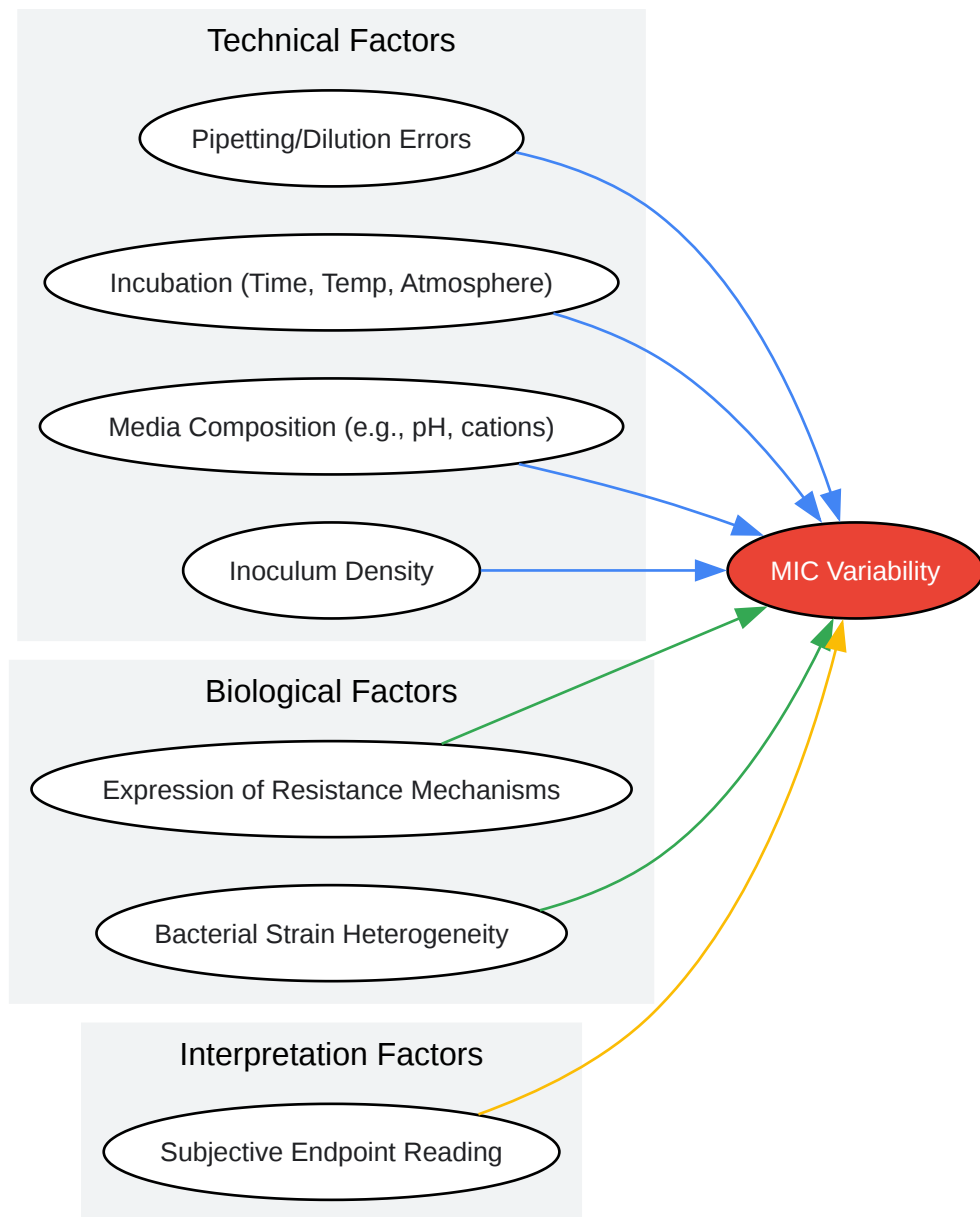 Technical Factors
Pipetting/Dilution Errors
Incubation (Time, Temp, Atmosphere)
Media Composition (e.g., pH, cations)
Inoculum Density
MIC Variability
Biological Factors
Expression of Resistance Mechanisms
Bacterial Strain Heterogeneity
Interpretation Factors
Subjective Endpoint Reading